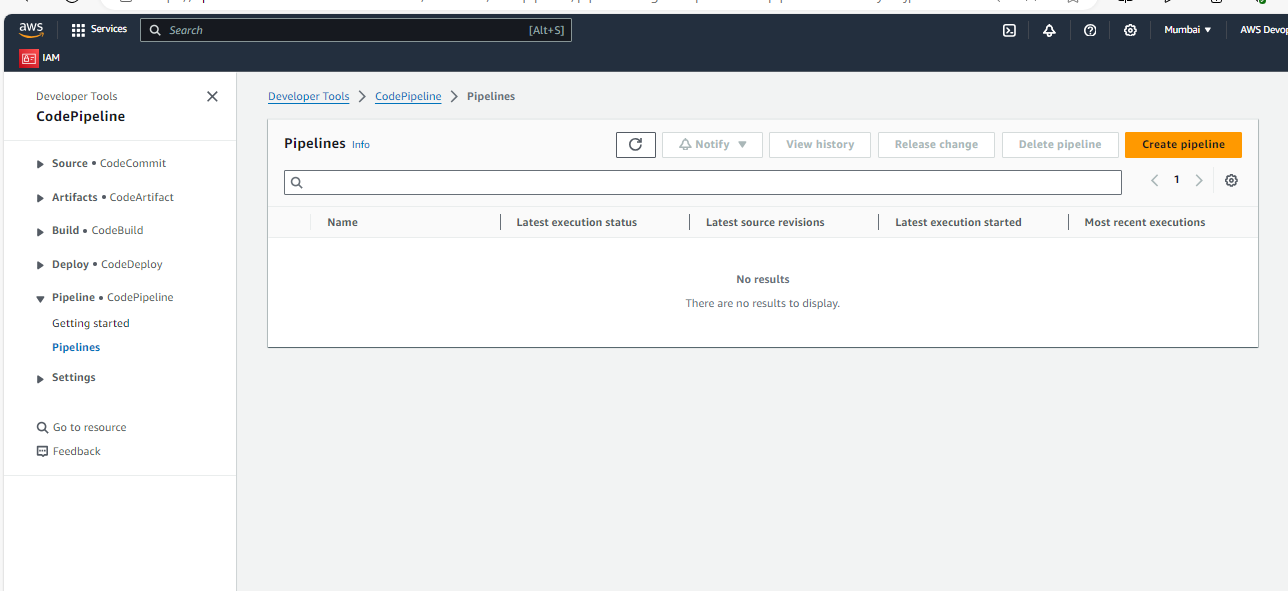 aws
Services
Search
[Alt+S]
Mumbai ▼
AWS Devop
IAM
Developer Tools
CodePipeline
Source • CodeCommit
Artifacts • CodeArtifact
Build • CodeBuild
Deploy • CodeDeploy
Pipeline • CodePipeline
Getting started
Pipelines
Settings
Go to resource
Feedback
Developer Tools > CodePipeline > Pipelines
Pipelines Info
Notify ▼
View history
Release change
Delete pipeline
Create pipeline
< 1 >
Name
Latest execution status
Latest source revisions
Latest execution started
Most recent executions
No results
There are no results to display.